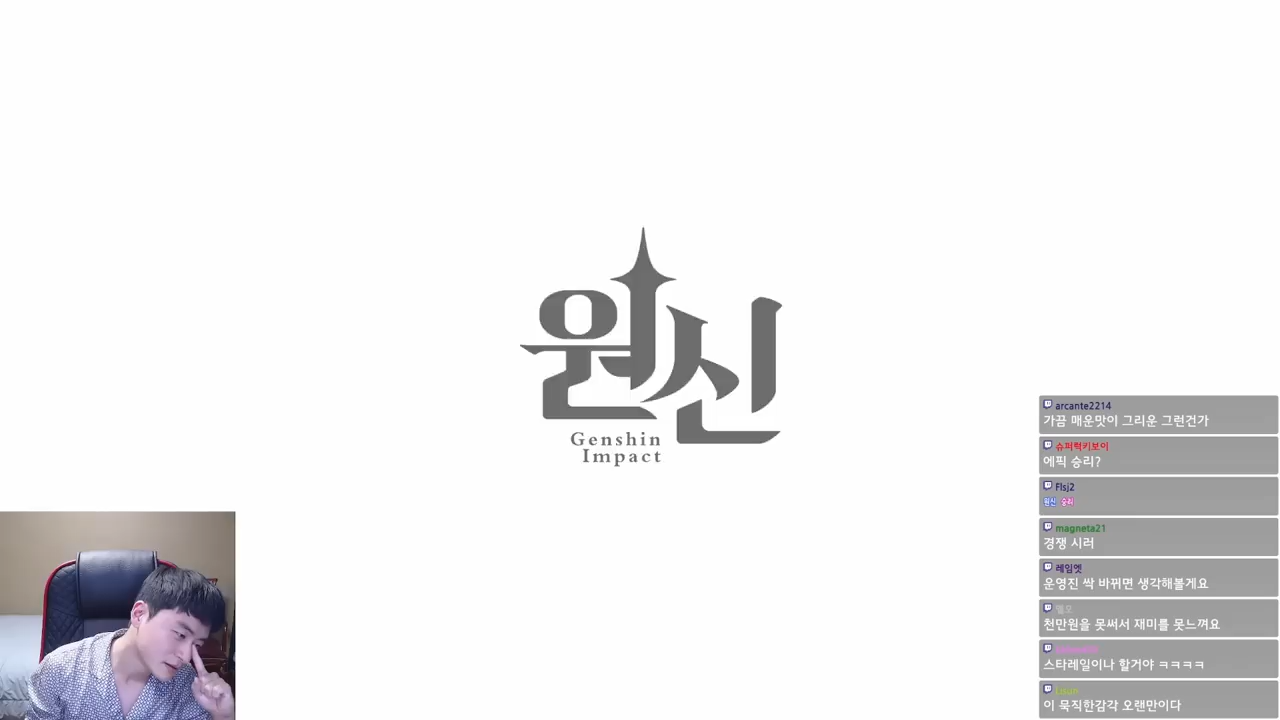 원신
Genshin
Impact
arcante2214
가끔 매운맛이 그리운 그런건가
슈퍼럭키보이
에픽 승리?
Flsj2
원신 승리
magneta21
경쟁 시러
레임엣
운영진 싹 바뀌면 생각해볼게요
천만원을 못써서 재미를 못느껴요
스타레일이나 할거야 ㅋㅋㅋㅋ
이 묵직한감각 오랜만이다